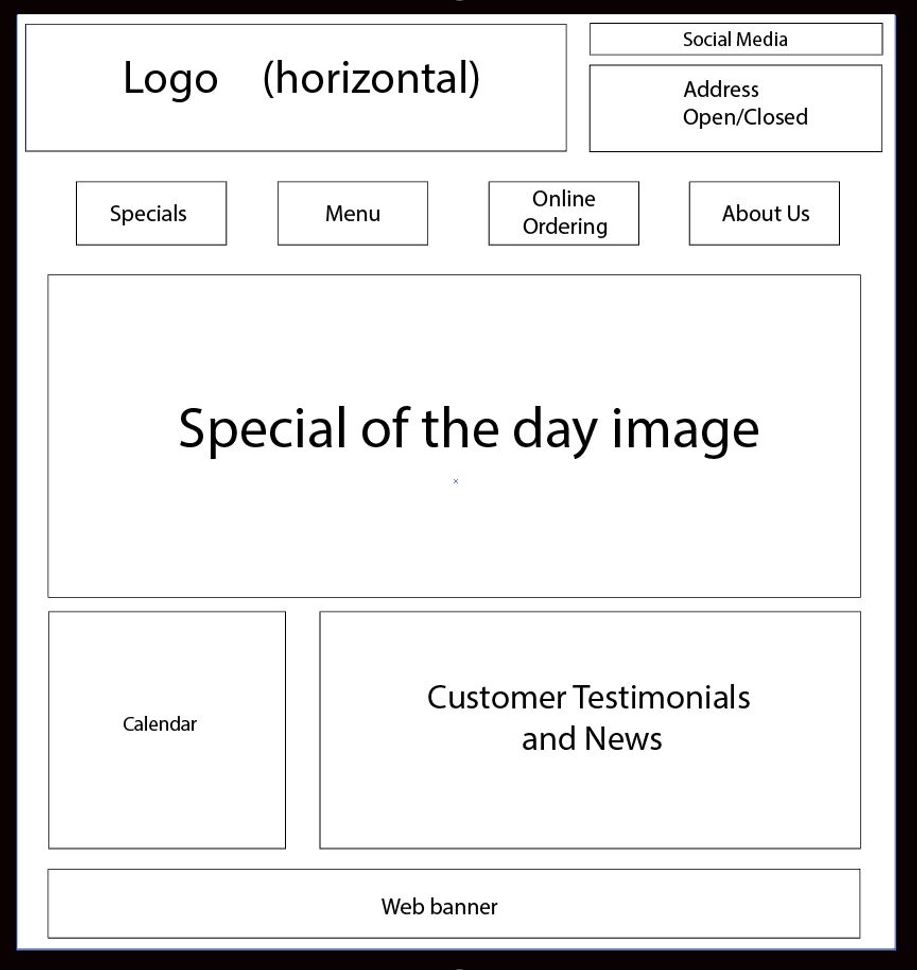 Logo (horizontal)
Social Media
Address
Open/Closed
Specials
Menu
Online
Ordering
About Us
Special of the day image
Calendar
Customer Testimonials
and News
Web banner